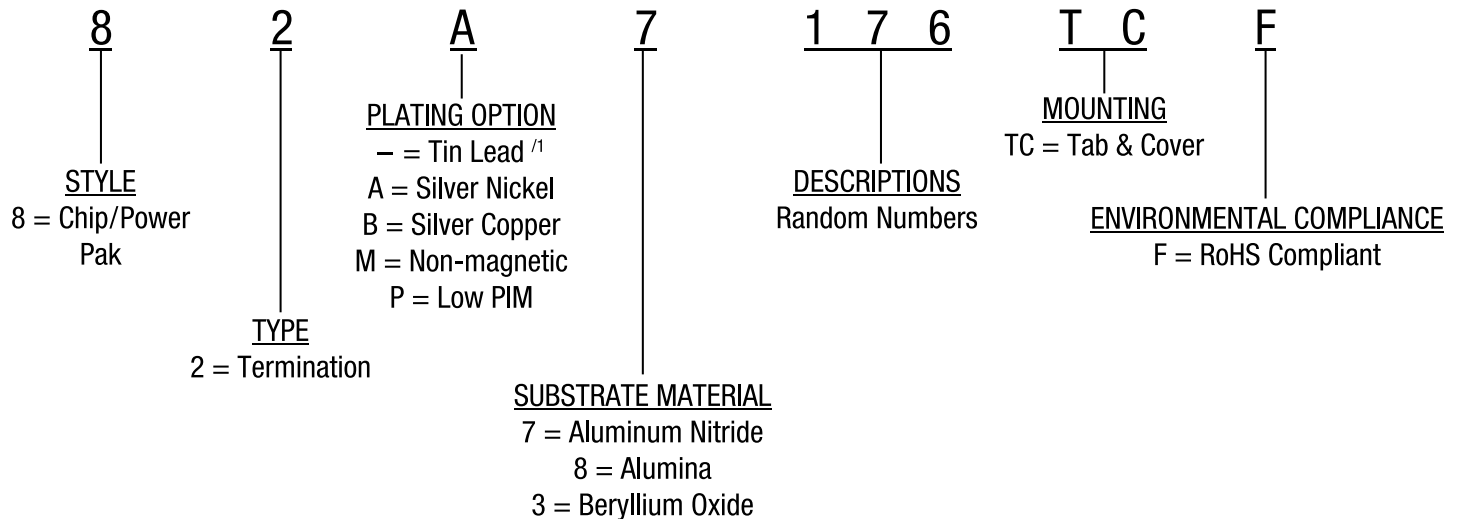 8 2 A 7 1 7 6 T C F
PLATING OPTION
– = Tin Lead /1
A = Silver Nickel
B = Silver Copper
M = Non-magnetic
P = Low PIM
MOUNTING
TC = Tab & Cover
STYLE
8 = Chip/Power
Pak
DESCRIPTIONS
Random Numbers
ENVIRONMENTAL COMPLIANCE
F = RoHS Compliant
TYPE
2 = Termination
SUBSTRATE MATERIAL
7 = Aluminum Nitride
8 = Alumina
3 = Beryllium Oxide